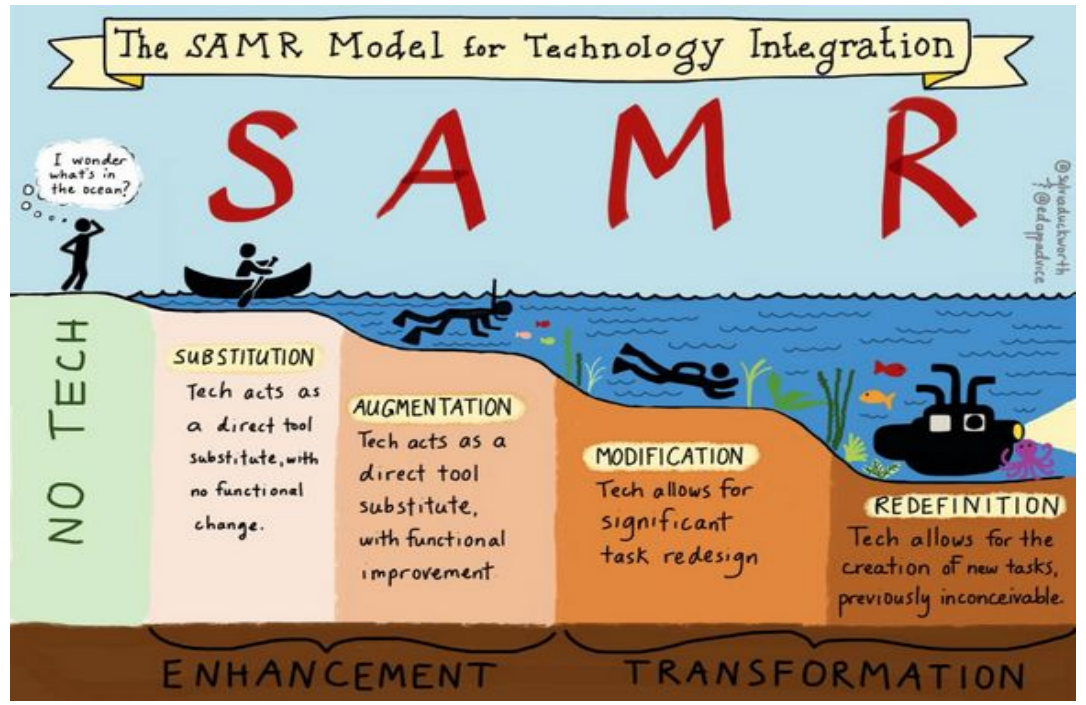 The SAMR Model for Technology Integration
S A M R
I wonder
what's in
the ocean?
@sylviaduckworth
& @edappadvice
NO TECH
SUBSTITUTION
Tech acts as
a direct tool
substitute, with
no functional
change.
AUGMENTATION
Tech acts as a
direct tool
substitute,
with functional
improvement.
MODIFICATION
Tech allows for
significant
task redesign
REDEFINITION
Tech allows for the
creation of new tasks,
previously inconceivable.
ENHANCEMENT
TRANSFORMATION